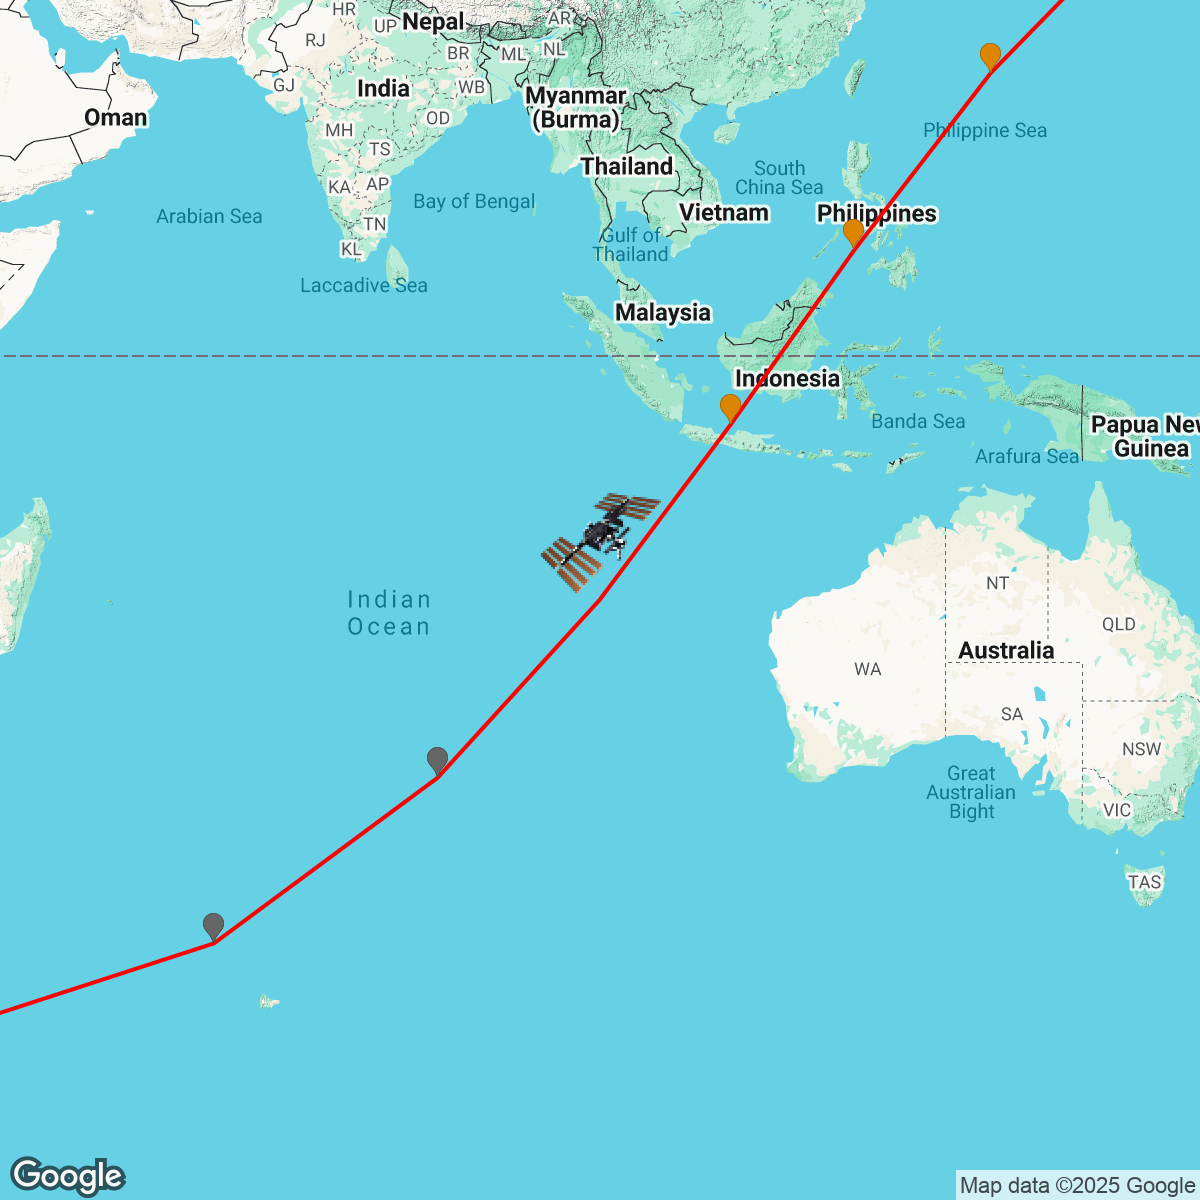 HR
Nepal
AR
UP
RJ
BR
ML
NL
GJ
India
WB
Oman
OD
Myanmar
(Burma)
MH
TS
Philippine Sea
Thailand
South
China Sea
KA
AP
Arabian Sea
Bay of Bengal
Vietnam
Philippines
TN
KL
Gulf of
Thailand
Laccadive Sea
Malaysia
Indonesia
Banda Sea
Papua New
Guinea
Arafura Sea
Indian
Ocean
NT
QLD
Australia
WA
SA
NSW
Great
Australian
Bight
VIC
TAS
Google
Map data ©2025 Google